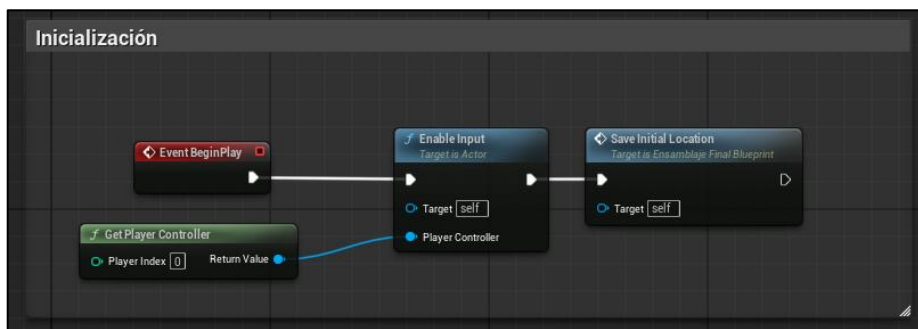 Inicialización
Event BeginPlay
f Enable Input
Target is Actor
Target self
Player Controller
Save Initial Location
Target is Ensamblaje Final Blueprint
Target self
f Get Player Controller
Player Index 0 Return Value